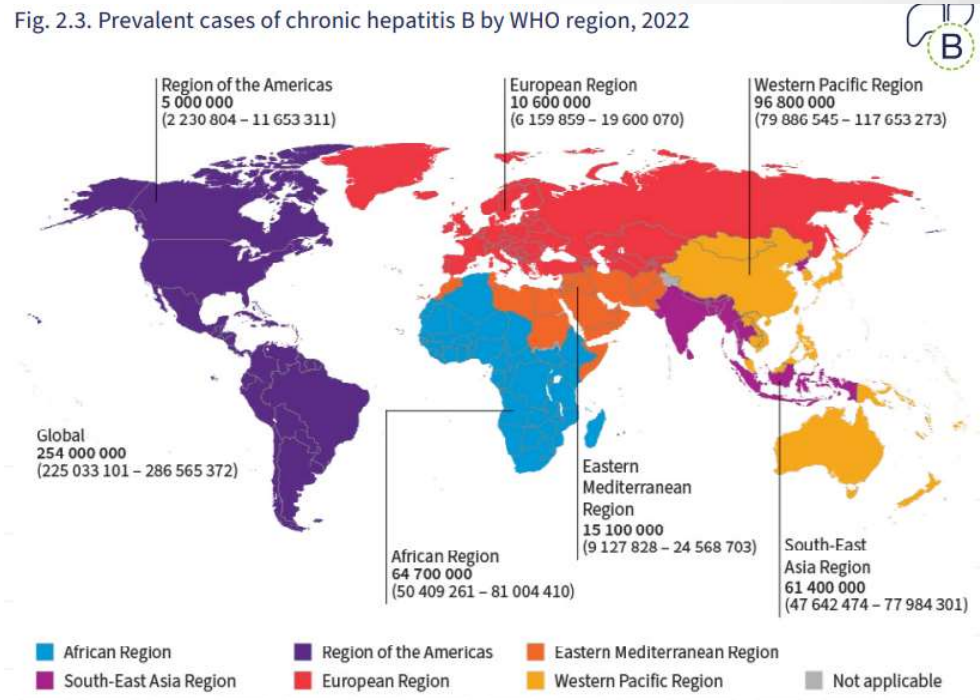 Fig. 2.3. Prevalent cases of chronic hepatitis B by WHO region, 2022
B
Region of the Americas
5 000 000
(2 230 804 – 11 653 311)
European Region
10 600 000
(6 159 859 – 19 600 070)
Western Pacific Region
96 800 000
(79 886 545 – 117 653 273)
Global
254 000 000
(225 033 101 – 286 565 372)
African Region
64 700 000
(50 409 261 – 81 004 410)
Eastern
Mediterranean
Region
15 100 000
(9 127 828 – 24 568 703)
South-East
Asia Region
61 400 000
(47 642 474 – 77 984 301)
African Region
Region of the Americas
Eastern Mediterranean Region
South-East Asia Region
European Region
Western Pacific Region
Not applicable